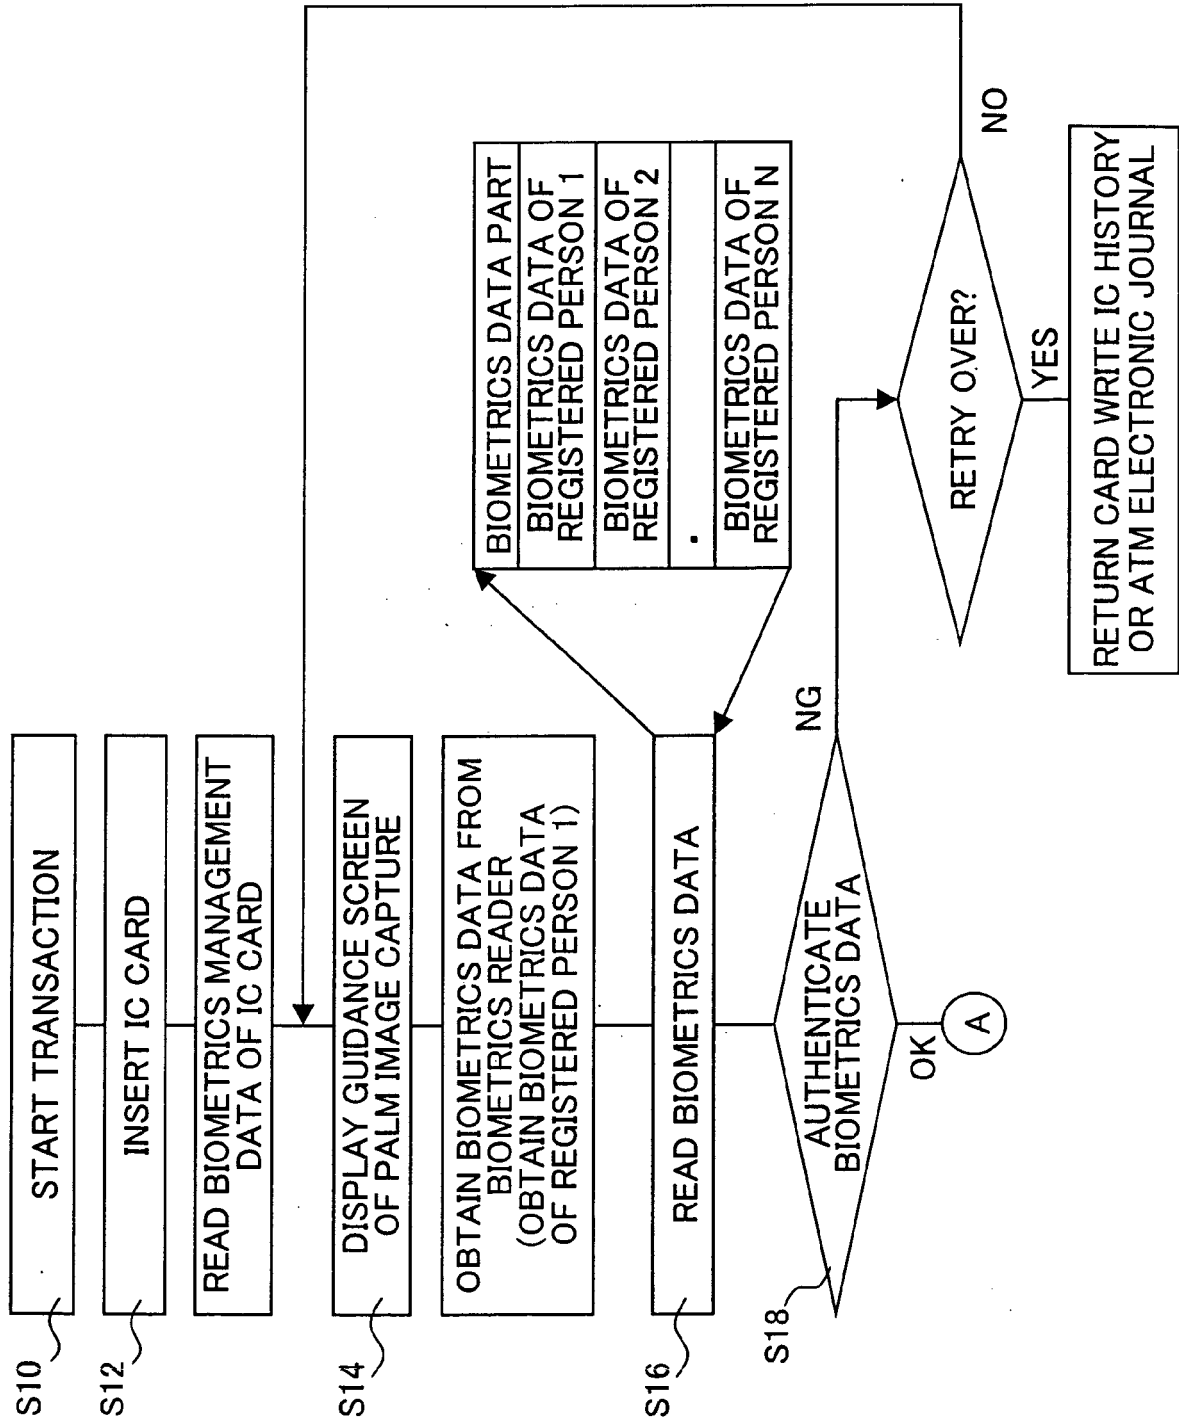 S10
START TRANSACTION
S12
INSERT IC CARD
READ BIOMETRICS MANAGEMENT
DATA OF IC CARD
S14
DISPLAY GUIDANCE SCREEN
OF PALM IMAGE CAPTURE
OBTAIN BIOMETRICS DATA FROM
BIOMETRICS READER
(OBTAIN BIOMETRICS DATA
OF REGISTERED PERSON 1)
S16
READ BIOMETRICS DATA
BIOMETRICS DATA PART
BIOMETRICS DATA OF
REGISTERED PERSON 1
BIOMETRICS DATA OF
REGISTERED PERSON 2
.
BIOMETRICS DATA OF
REGISTERED PERSON N
S18
AUTHENTICATE
BIOMETRICS DATA
NG
OK
A
RETRY OVER?
NO
YES
RETURN CARD WRITE IC HISTORY
OR ATM ELECTRONIC JOURNAL